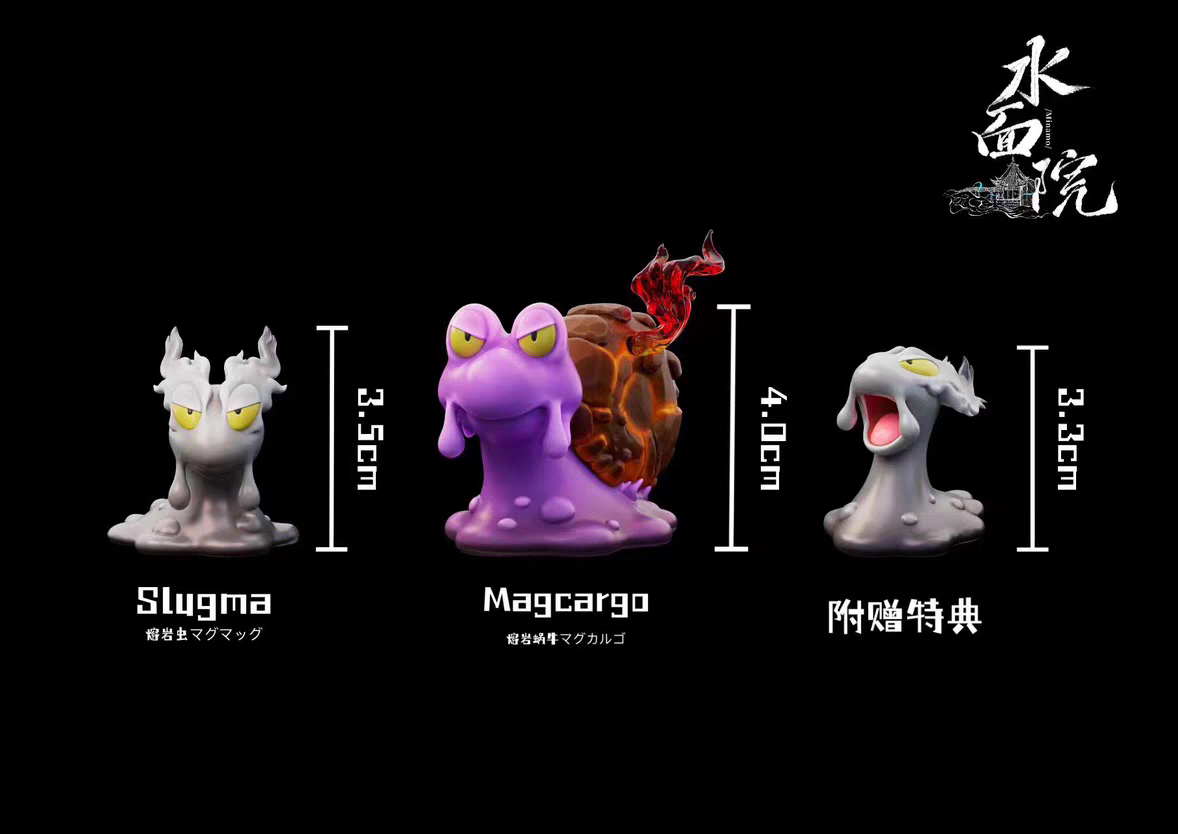 水面院
/Minamo/
3.5cm
4.0cm
3.3cm
Slugma
熔岩虫マグマッグ
Magcargo
熔岩蜗牛マグカルゴ
附赠特典